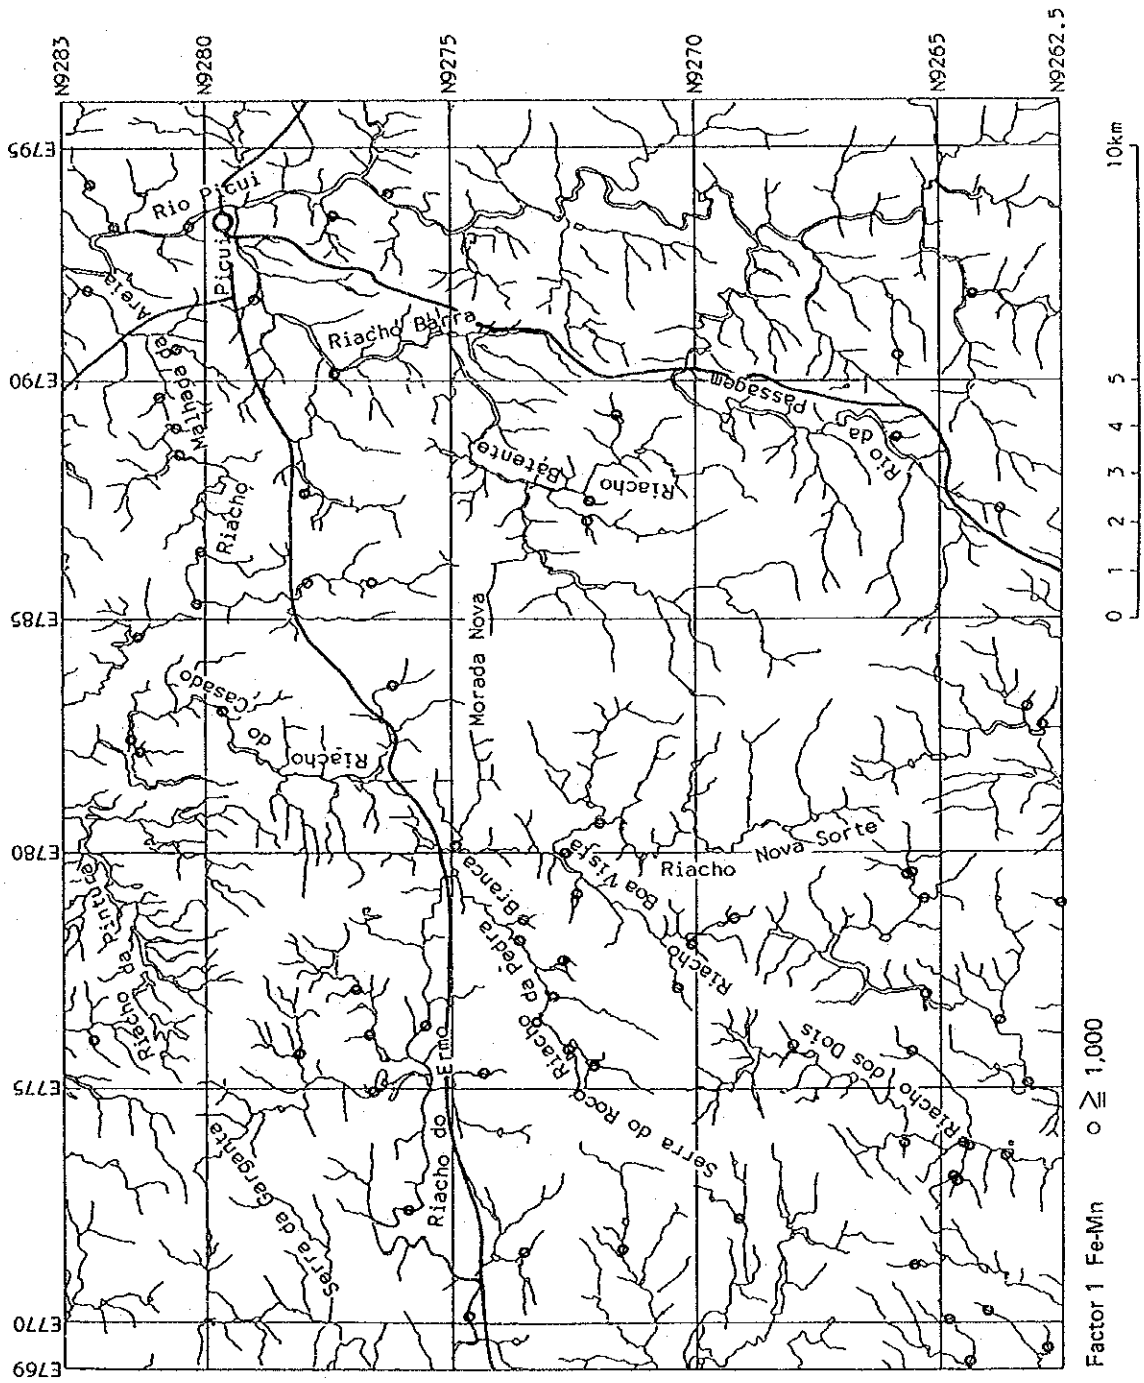 N9283
N9280
N9275
N9270
N9265
N9262.5
E795
E790
E785
E780
E775
E770
E769
Rio Picui
Picui
Riacho Malhada da Areia
Riacho Barra
Riacho Batente
Rio da Passagem
Morada Nova
Riacho do Casado
Riacho da Pintura
Riacho da Pedra Branca
Riacho Boa Vista
Riacho Nova Sorte
Riacho do Ermo
Serra da Garganta
Serra do Roco
Roca
Riacho dos Dois
10km
5
4
3
2
1
0
Factor 1 Fe-Mn o ≧ 1,000